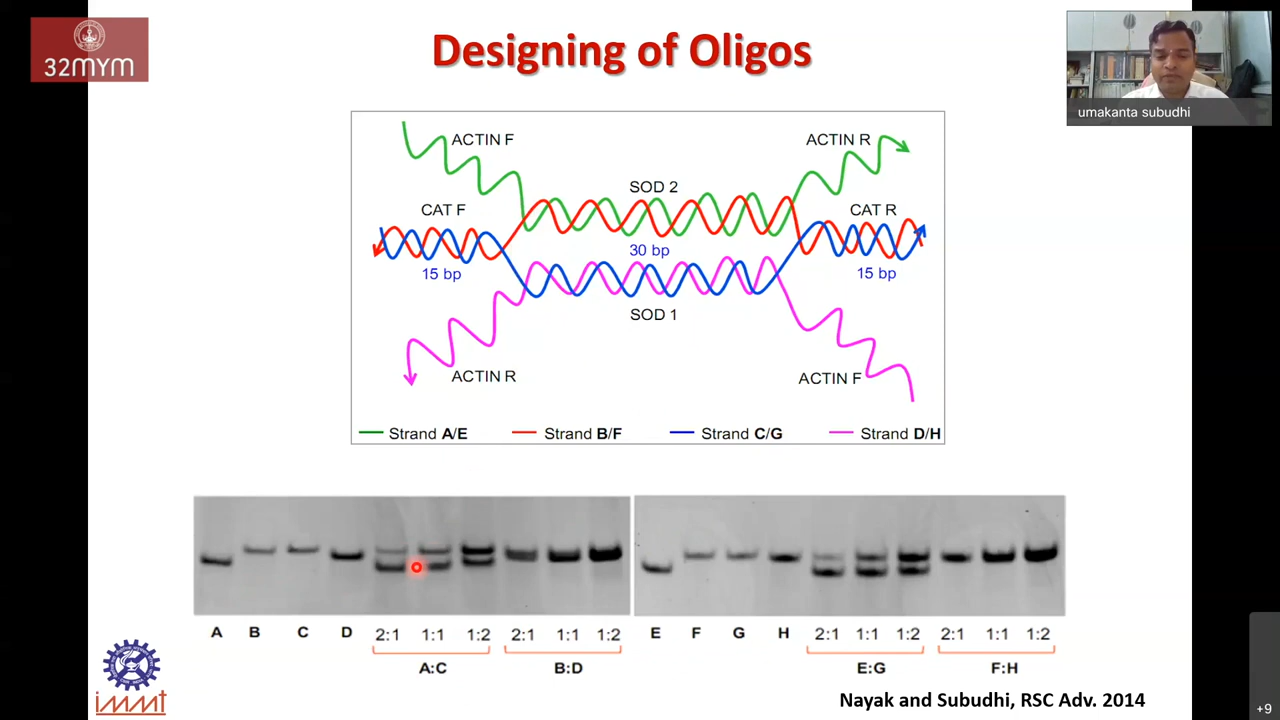 32mym
Designing of Oligos
umakanta subudhi
ACTIN F
ACTIN R
SOD 2
CAT F
CAT R
15 bp
30 bp
15 bp
SOD 1
ACTIN R
ACTIN F
Strand A/E
Strand B/F
Strand C/G
Strand D/H
A B C D 2:1 1:1 1:2 2:1 1:1 1:2
A:C B:D
E F G H 2:1 1:1 1:2 2:1 1:1 1:2
E:G F:H
immt
Nayak and Subudhi, RSC Adv. 2014
+9